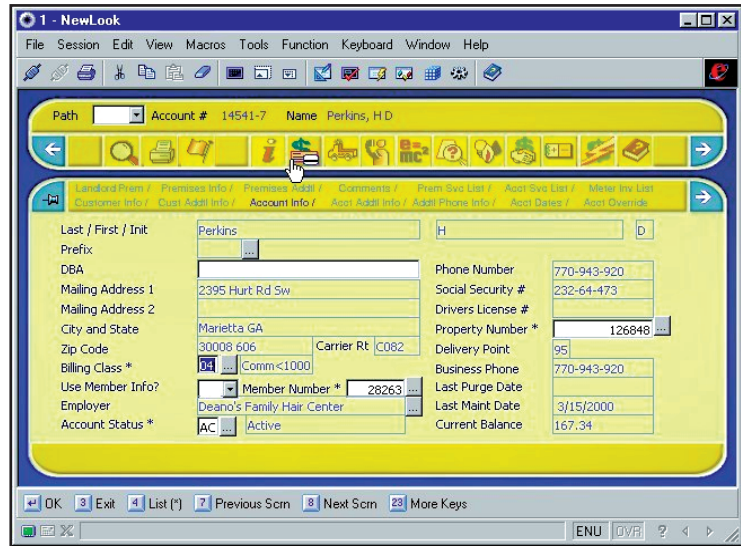 1 - NewLook
File Session Edit View Macros Tools Function Keyboard Window Help
Path Account # 14541-7 Name Perkins, H D
i $ e= mc² ?
Landlord Prem / Premises Info / Premises Addtl / Comments / Prem Svc List / Acct Svc List / Meter Inv List
Customer Info / Cust Addtl Info / Account Info / Acct Addtl Info / Addtl Phone Info / Acct Dates / Acct Override
Last / First / Init Perkins H D
Prefix ...
DBA Phone Number 770-943-920
Mailing Address 1 2395 Hurt Rd Sw Social Security # 232-64-473
Mailing Address 2 Drivers License #
City and State Marietta GA Property Number * 126848 ...
Zip Code 30008 606 Carrier Rt C082 Delivery Point 95
Billing Class * 04 ... Comm<1000 Business Phone 770-943-920
Use Member Info? Member Number * 28263 ... Last Purge Date
Employer Deano's Family Hair Center ... Last Maint Date 3/15/2000
Account Status * AC ... Active Current Balance 167.34
OK 3 Exit 4 List (*) 7 Previous Scrn 8 Next Scrn 23 More Keys
ENU OVR ?